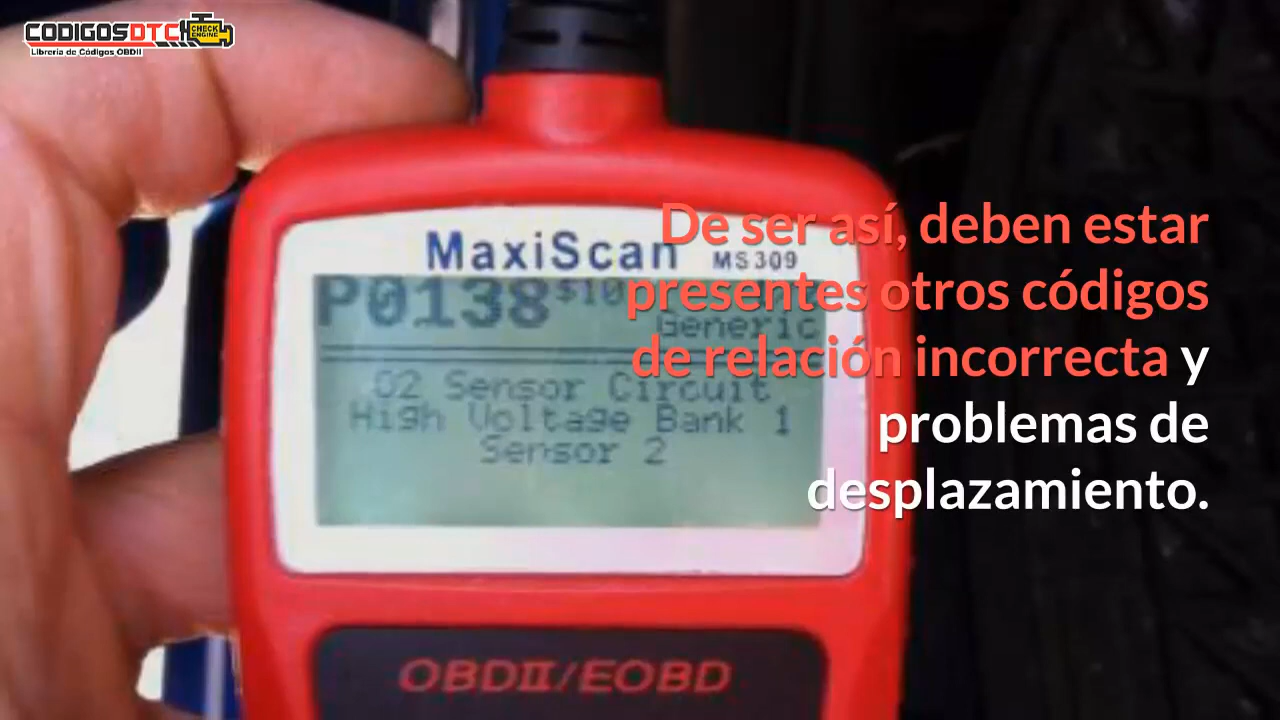 CODIGOSDTC
CHECK
ENGINE
Librería de Códigos OBDII
MaxiScan
MS309
P0138 $10
Generic
O2 Sensor Circuit
High Voltage Bank 1
Sensor 2
OBDII/EOBD
De ser así, deben estar
presentes otros códigos
de relación incorrecta y
problemas de
desplazamiento.